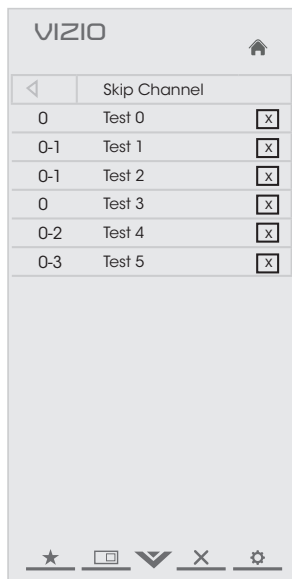 VIZIO
Skip Channel
0 Test 0 x
0-1 Test 1 x
0-1 Test 2 x
0 Test 3 x
0-2 Test 4 x
0-3 Test 5 x